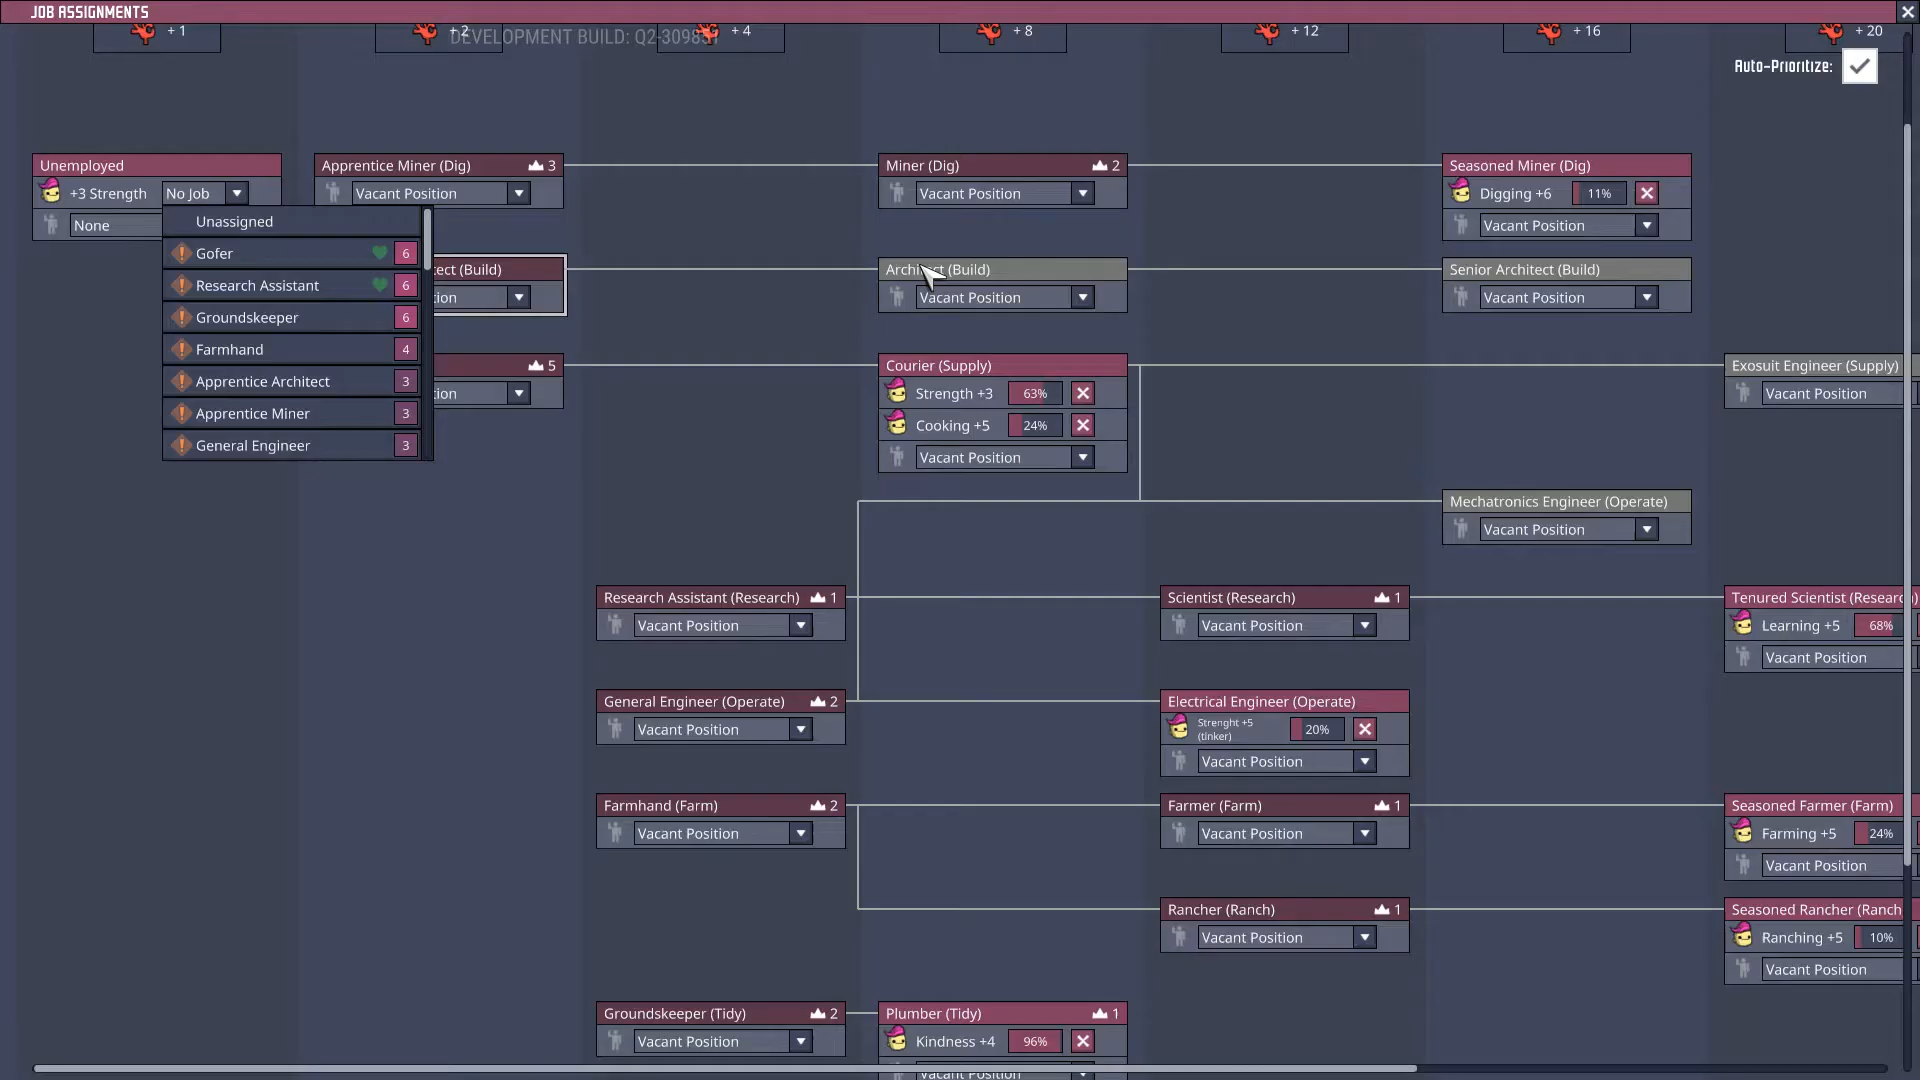 JOB ASSIGNMENTS
+ 1
+ 2
+ 4
+ 8
+ 12
+ 16
+ 20
DEVELOPMENT BUILD: Q2-309851
Auto-Prioritize:
Unemployed
+3 Strength No Job
None
Unassigned
Gofer 6
Research Assistant 6
Groundskeeper 6
Farmhand 4
Apprentice Architect 3
Apprentice Miner 3
General Engineer 3
Apprentice Miner (Dig) 3
Vacant Position
Miner (Dig) 2
Vacant Position
Seasoned Miner (Dig)
Digging +6 11%
Vacant Position
tect (Build)
tion
Architect (Build)
Vacant Position
Senior Architect (Build)
Vacant Position
5
tion
Courier (Supply)
Strength +3 63%
Cooking +5 24%
Vacant Position
Exosuit Engineer (Supply)
Vacant Position
Mechatronics Engineer (Operate)
Vacant Position
Research Assistant (Research) 1
Vacant Position
Scientist (Research) 1
Vacant Position
Tenured Scientist (Research)
Learning +5 68%
Vacant Position
General Engineer (Operate) 2
Vacant Position
Electrical Engineer (Operate)
Strenght +5
(tinker)
20%
Vacant Position
Farmhand (Farm) 2
Vacant Position
Farmer (Farm) 1
Vacant Position
Seasoned Farmer (Farm)
Farming +5 24%
Vacant Position
Rancher (Ranch) 1
Vacant Position
Seasoned Rancher (Ranch
Ranching +5 10%
Vacant Position
Groundskeeper (Tidy) 2
Vacant Position
Plumber (Tidy) 1
Kindness +4 96%
Vacant Position